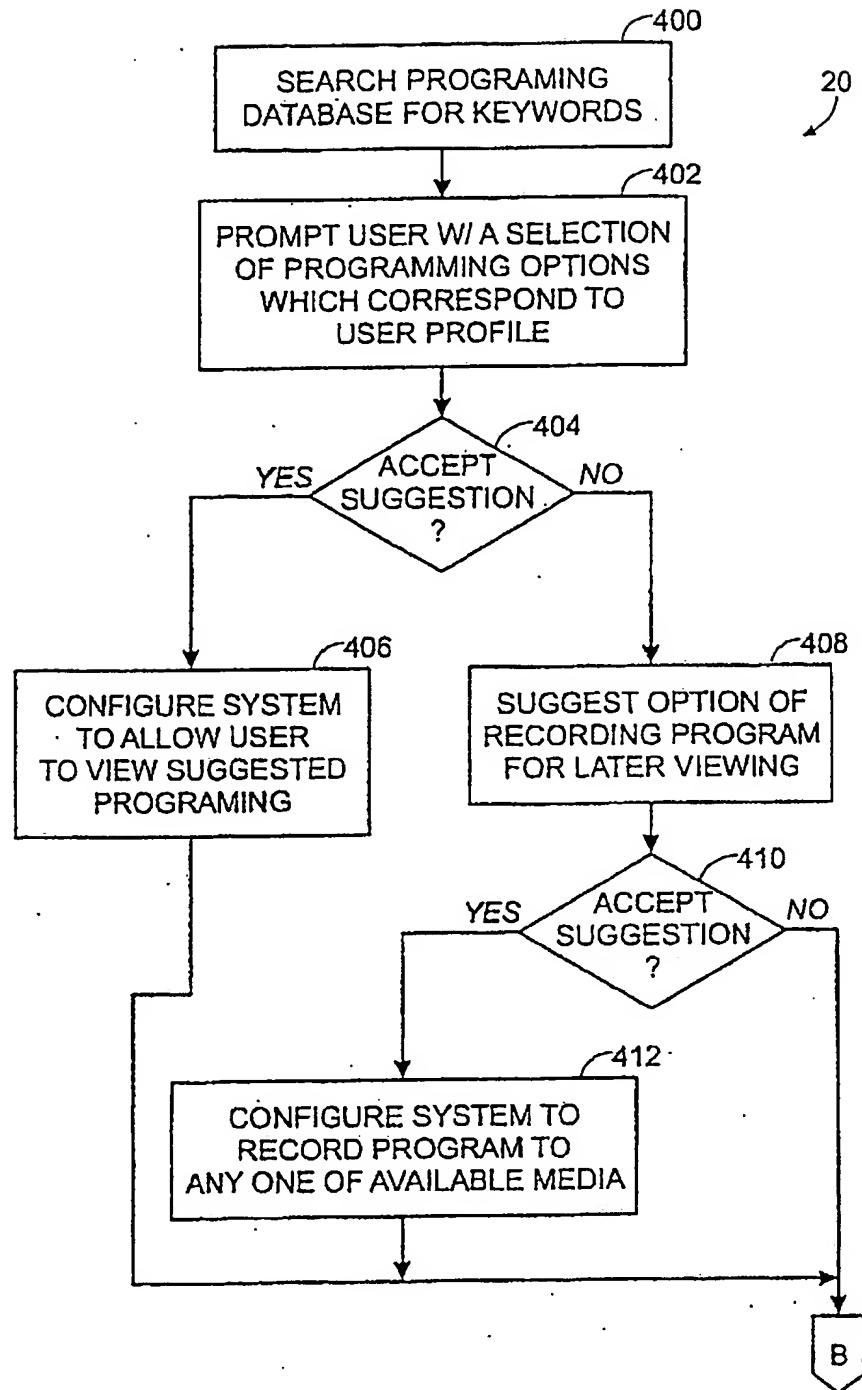 400
SEARCH PROGRAMING
DATABASE FOR KEYWORDS
20
402
PROMPT USER W/ A SELECTION
OF PROGRAMMING OPTIONS
WHICH CORRESPOND TO
USER PROFILE
404
YES
ACCEPT
SUGGESTION
?
NO
406
CONFIGURE SYSTEM
TO ALLOW USER
TO VIEW SUGGESTED
PROGRAMING
408
SUGGEST OPTION OF
RECORDING PROGRAM
FOR LATER VIEWING
410
YES
ACCEPT
SUGGESTION
?
NO
412
CONFIGURE SYSTEM TO
RECORD PROGRAM TO
ANY ONE OF AVAILABLE MEDIA
B